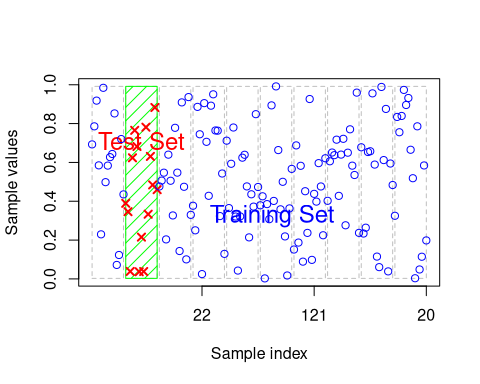 Test Set
Training Set
Sample values
0.0 0.2 0.4 0.6 0.8 1.0
22 121 20
Sample index